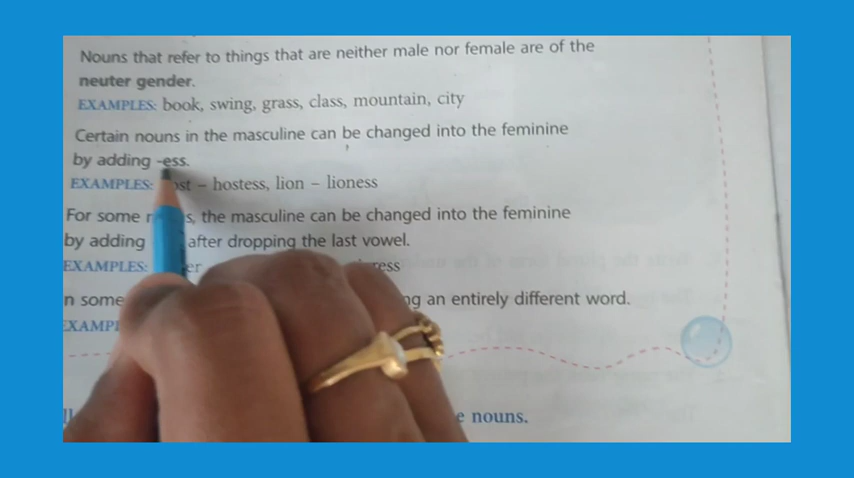 Nouns that refer to things that are neither male nor female are of the
neuter gender.
EXAMPLES: book, swing, grass, class, mountain, city
Certain nouns in the masculine can be changed into the feminine
by adding -ess.
EXAMPLES: host – hostess, lion – lioness
For some the masculine can be changed into the feminine
by adding after dropping the last vowel.
EXAMPLES:
n some an entirely different word.
nouns.